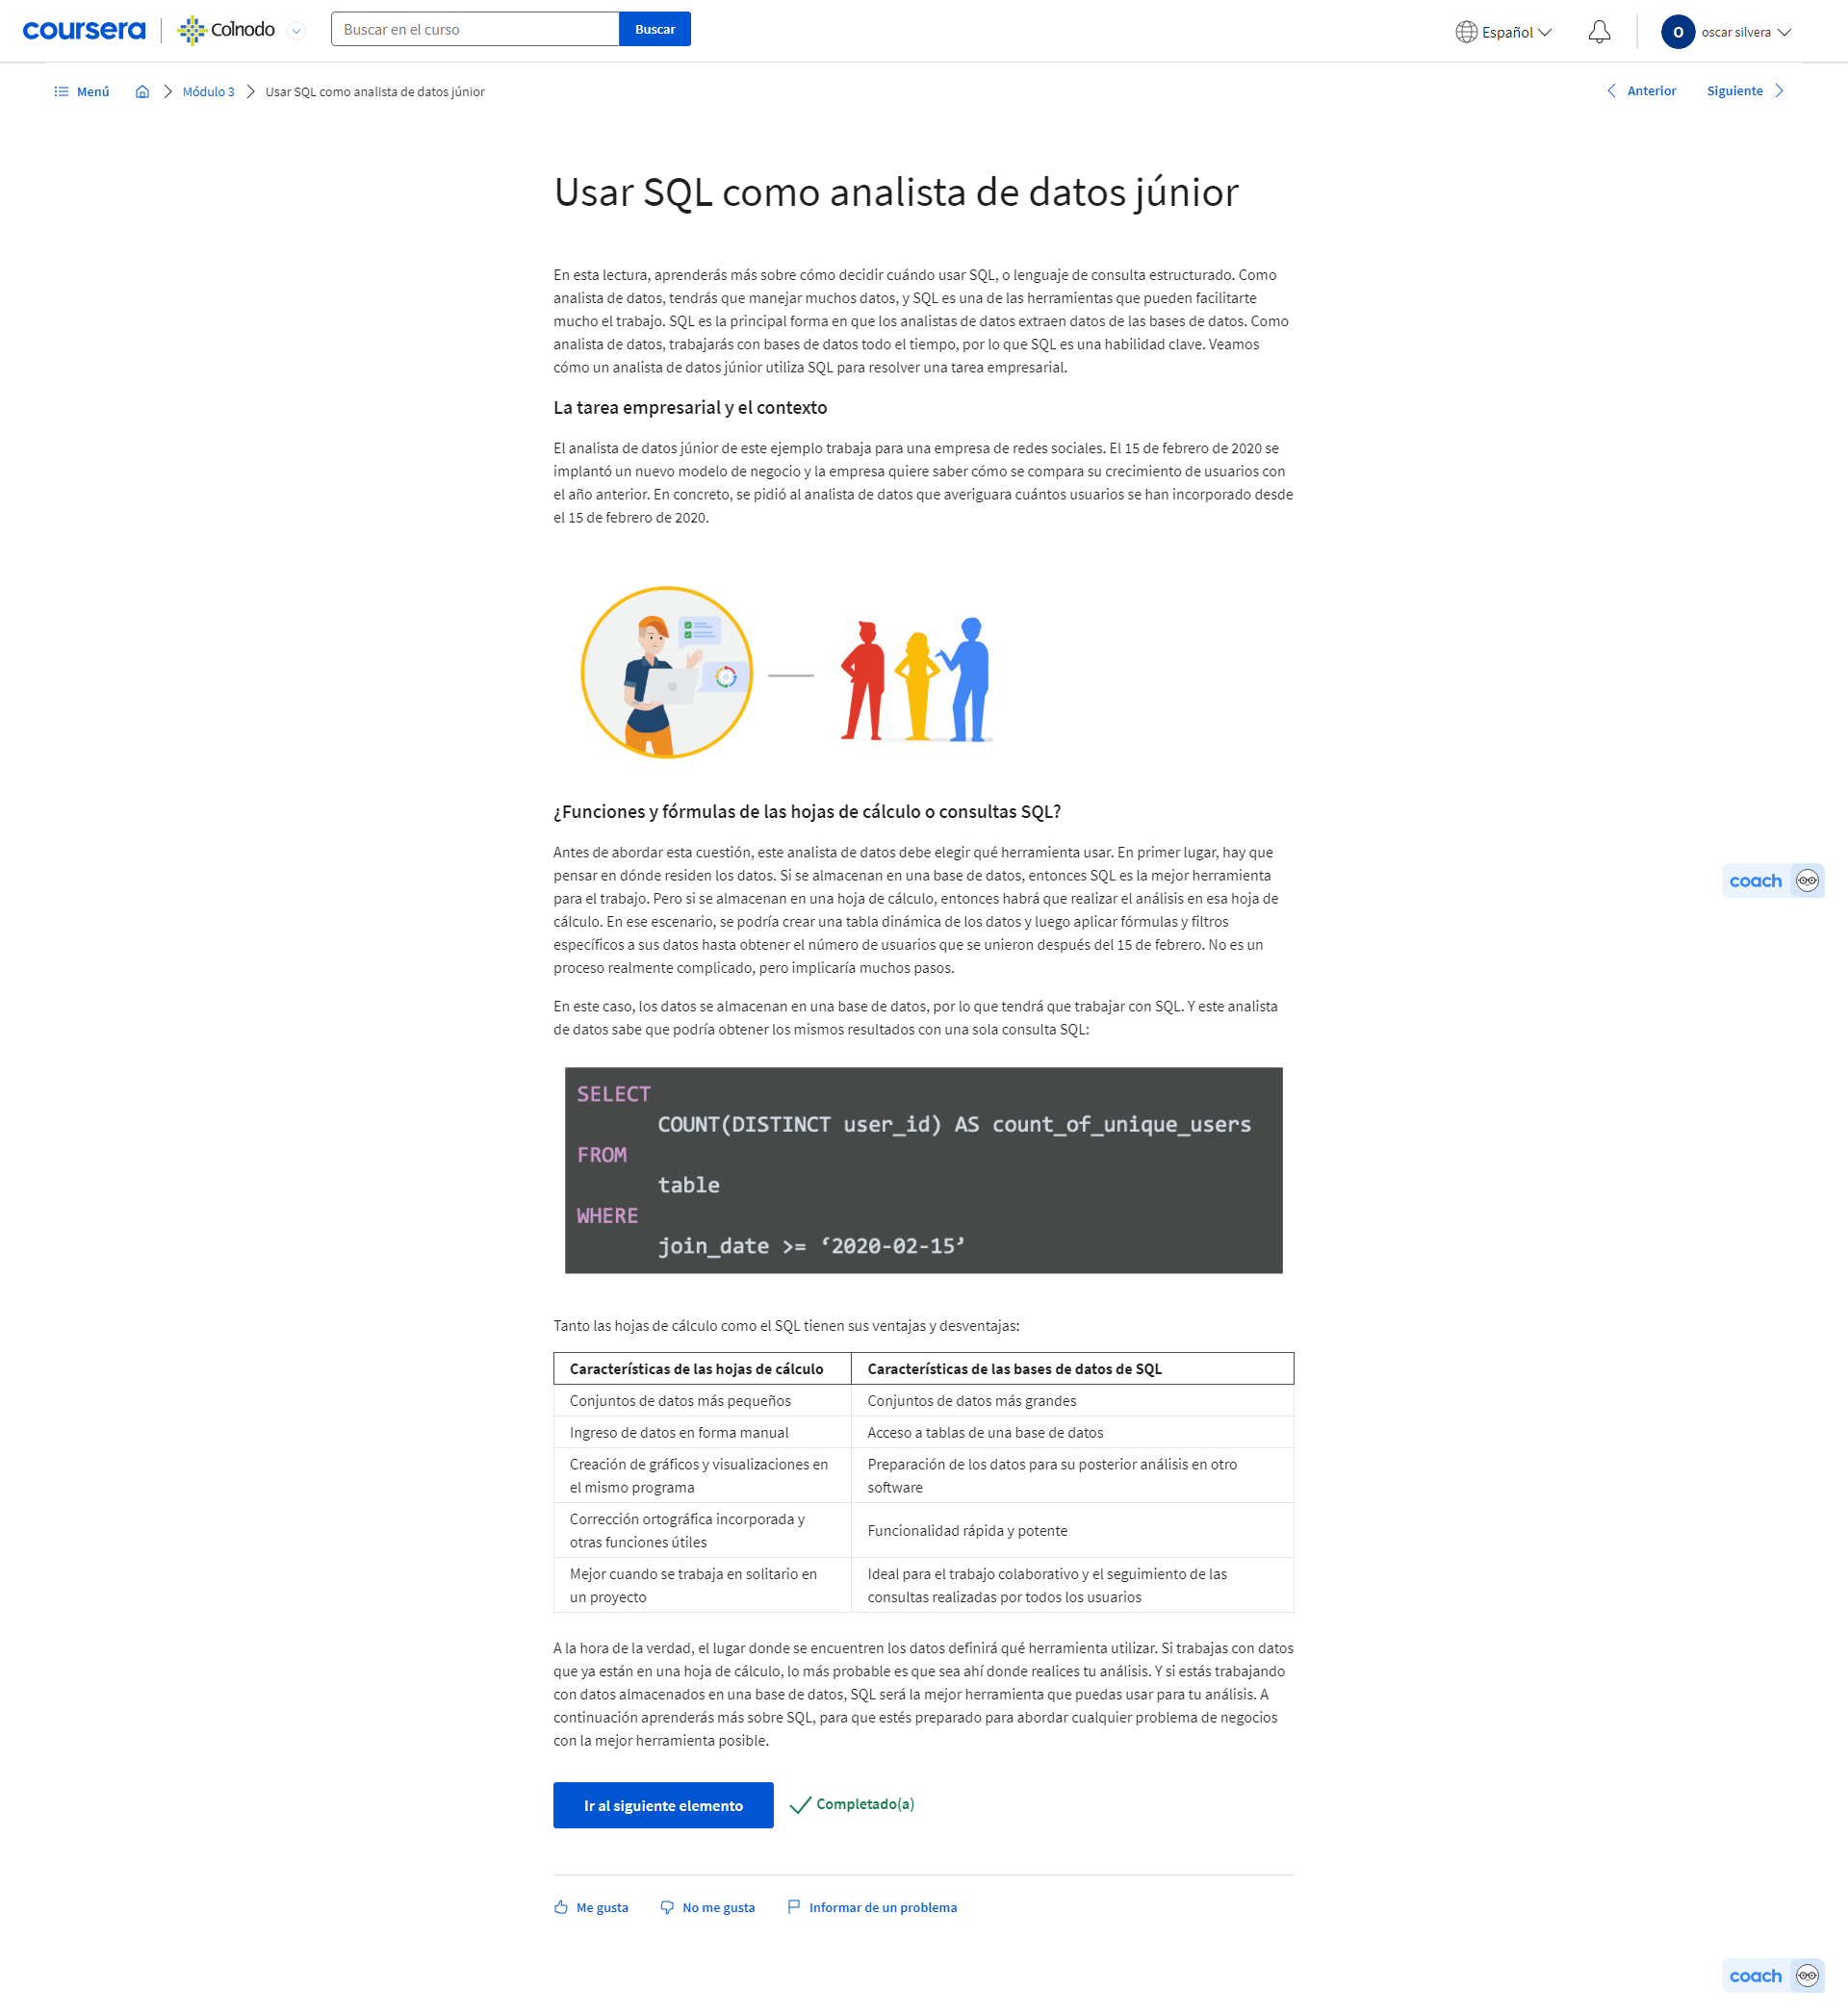 coursera
Colnodo
Buscar en el curso
Buscar
Español
O
oscar silvera
Menú
Módulo 3
Usar SQL como analista de datos júnior
Anterior
Siguiente
Usar SQL como analista de datos júnior
En esta lectura, aprenderás más sobre cómo decidir cuándo usar SQL, o lenguaje de consulta estructurado. Como
analista de datos, tendrás que manejar muchos datos, y SQL es una de las herramientas que pueden facilitarte
mucho el trabajo. SQL es la principal forma en que los analistas de datos extraen datos de las bases de datos. Como
analista de datos, trabajarás con bases de datos todo el tiempo, por lo que SQL es una habilidad clave. Veamos
cómo un analista de datos júnior utiliza SQL para resolver una tarea empresarial.
La tarea empresarial y el contexto
El analista de datos júnior de este ejemplo trabaja para una empresa de redes sociales. El 15 de febrero de 2020 se
implantó un nuevo modelo de negocio y la empresa quiere saber cómo se compara su crecimiento de usuarios con
el año anterior. En concreto, se pidió al analista de datos que averiguara cuántos usuarios se han incorporado desde
el 15 de febrero de 2020.
¿Funciones y fórmulas de las hojas de cálculo o consultas SQL?
Antes de abordar esta cuestión, este analista de datos debe elegir qué herramienta usar. En primer lugar, hay que
pensar en dónde residen los datos. Si se almacenan en una base de datos, entonces SQL es la mejor herramienta
para el trabajo. Pero si se almacenan en una hoja de cálculo, entonces habrá que realizar el análisis en esa hoja de
cálculo. En ese escenario, se podría crear una tabla dinámica de los datos y luego aplicar fórmulas y filtros
específicos a sus datos hasta obtener el número de usuarios que se unieron después del 15 de febrero. No es un
proceso realmente complicado, pero implicaría muchos pasos.
coach
En este caso, los datos se almacenan en una base de datos, por lo que tendrá que trabajar con SQL. Y este analista
de datos sabe que podría obtener los mismos resultados con una sola consulta SQL:
SELECT
COUNT(DISTINCT user_id) AS count_of_unique_users
FROM
table
WHERE
join_date >= ‘2020-02-15’
Tanto las hojas de cálculo como el SQL tienen sus ventajas y desventajas:
Características de las hojas de cálculo
Características de las bases de datos de SQL
Conjuntos de datos más pequeños
Conjuntos de datos más grandes
Ingreso de datos en forma manual
Acceso a tablas de una base de datos
Creación de gráficos y visualizaciones en
el mismo programa
Preparación de los datos para su posterior análisis en otro
software
Corrección ortográfica incorporada y
otras funciones útiles
Funcionalidad rápida y potente
Mejor cuando se trabaja en solitario en
un proyecto
Ideal para el trabajo colaborativo y el seguimiento de las
consultas realizadas por todos los usuarios
A la hora de la verdad, el lugar donde se encuentren los datos definirá qué herramienta utilizar. Si trabajas con datos
que ya están en una hoja de cálculo, lo más probable es que sea ahí donde realices tu análisis. Y si estás trabajando
con datos almacenados en una base de datos, SQL será la mejor herramienta que puedas usar para tu análisis. A
continuación aprenderás más sobre SQL, para que estés preparado para abordar cualquier problema de negocios
con la mejor herramienta posible.
Ir al siguiente elemento
Completado(a)
Me gusta
No me gusta
Informar de un problema
coach